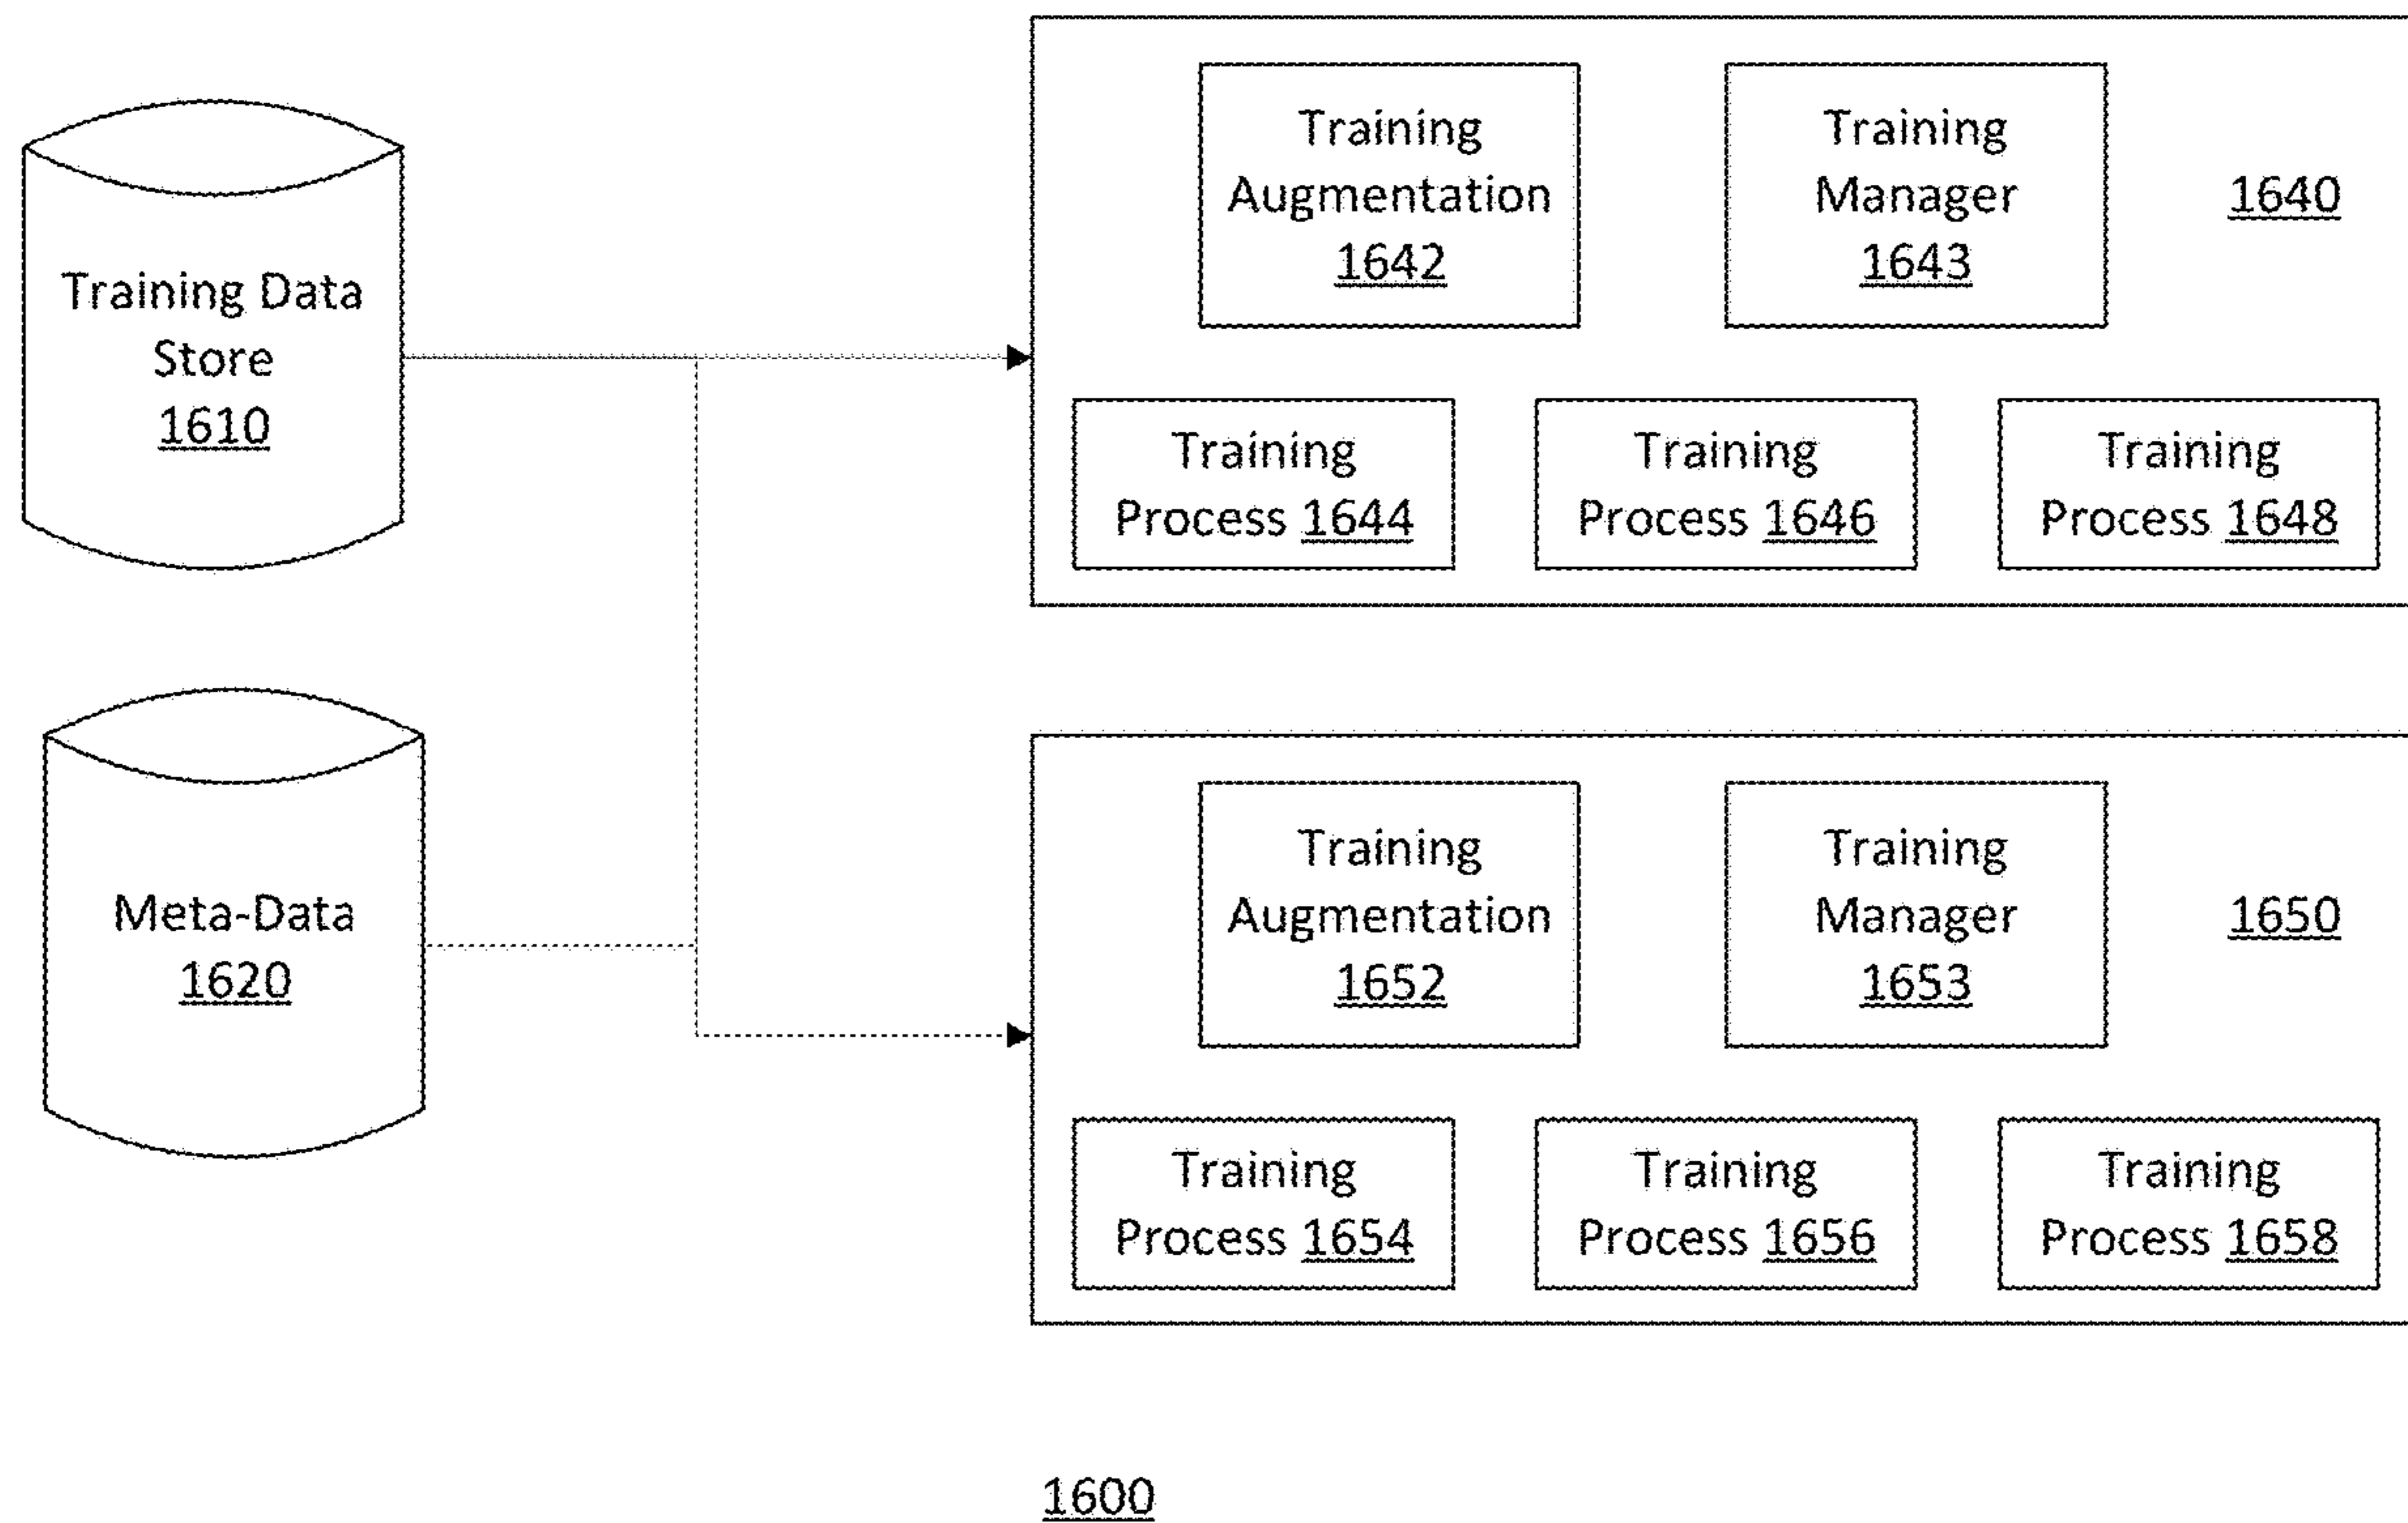 Training Data
Store
1610
Meta-Data
1620
Training
Augmentation
1642
Training
Manager
1643
1640
Training
Process 1644
Training
Process 1646
Training
Process 1648
Training
Augmentation
1652
Training
Manager
1653
1650
Training
Process 1654
Training
Process 1656
Training
Process 1658
1600